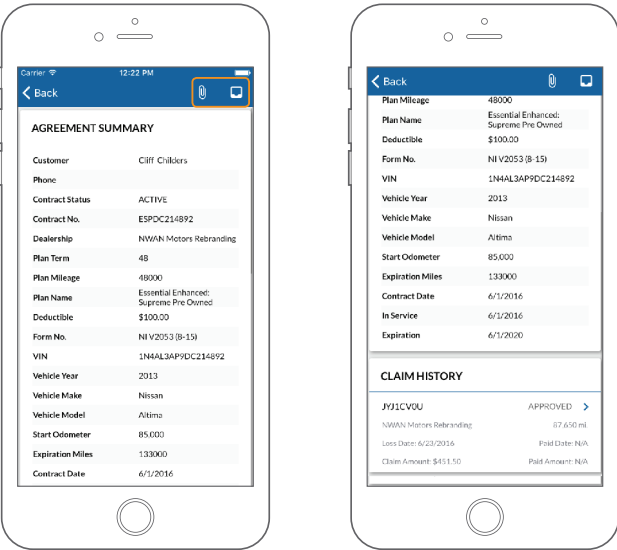 Carrier 12:22 PM
Back
AGREEMENT SUMMARY
Customer Cliff Childers
Phone
Contract Status ACTIVE
Contract No. ESPDC214892
Dealership NWAN Motors Rebranding
Plan Term 48
Plan Mileage 48000
Plan Name Essential Enhanced:
Supreme Pre Owned
Deductible $100.00
Form No. NI V2053 (8-15)
VIN 1N4AL3AP9DC214892
Vehicle Year 2013
Vehicle Make Nissan
Vehicle Model Altima
Start Odometer 85,000
Expiration Miles 133000
Contract Date 6/1/2016
Back
Plan Mileage 48000
Plan Name Essential Enhanced:
Supreme Pre Owned
Deductible $100.00
Form No. NI V2053 (8-15)
VIN 1N4AL3AP9DC214892
Vehicle Year 2013
Vehicle Make Nissan
Vehicle Model Altima
Start Odometer 85,000
Expiration Miles 133000
Contract Date 6/1/2016
In Service 6/1/2016
Expiration 6/1/2020
CLAIM HISTORY
JYJ1CV0U APPROVED
NWAN Motors Rebranding 87,650 mi.
Loss Date: 6/23/2016 Paid Date: N/A
Claim Amount: $451.50 Paid Amount: N/A